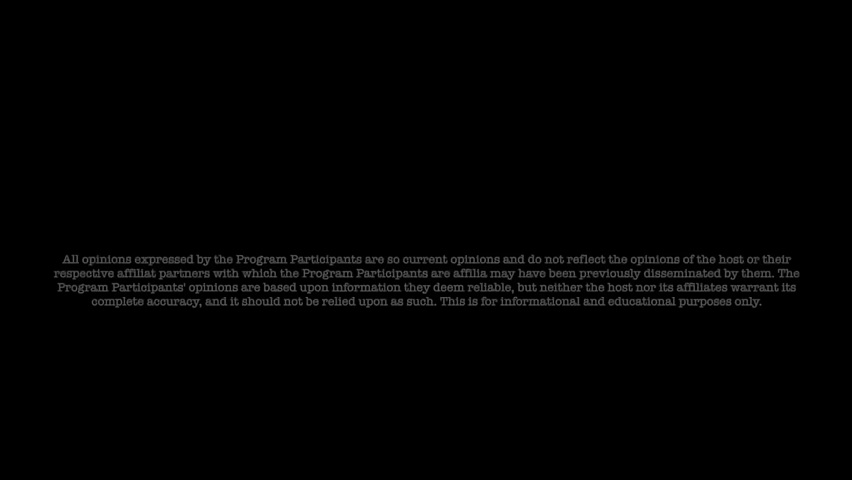 All opinions expressed by the Program Participants are so current opinions and do not reflect the opinions of the host or their
respective affiliat partners with which the Program Participants are affilia may have been previously disseminated by them. The
Program Participants' opinions are based upon information they deem reliable, but neither the host nor its affiliates warrant its
complete accuracy, and it should not be relied upon as such. This is for informational and educational purposes only.